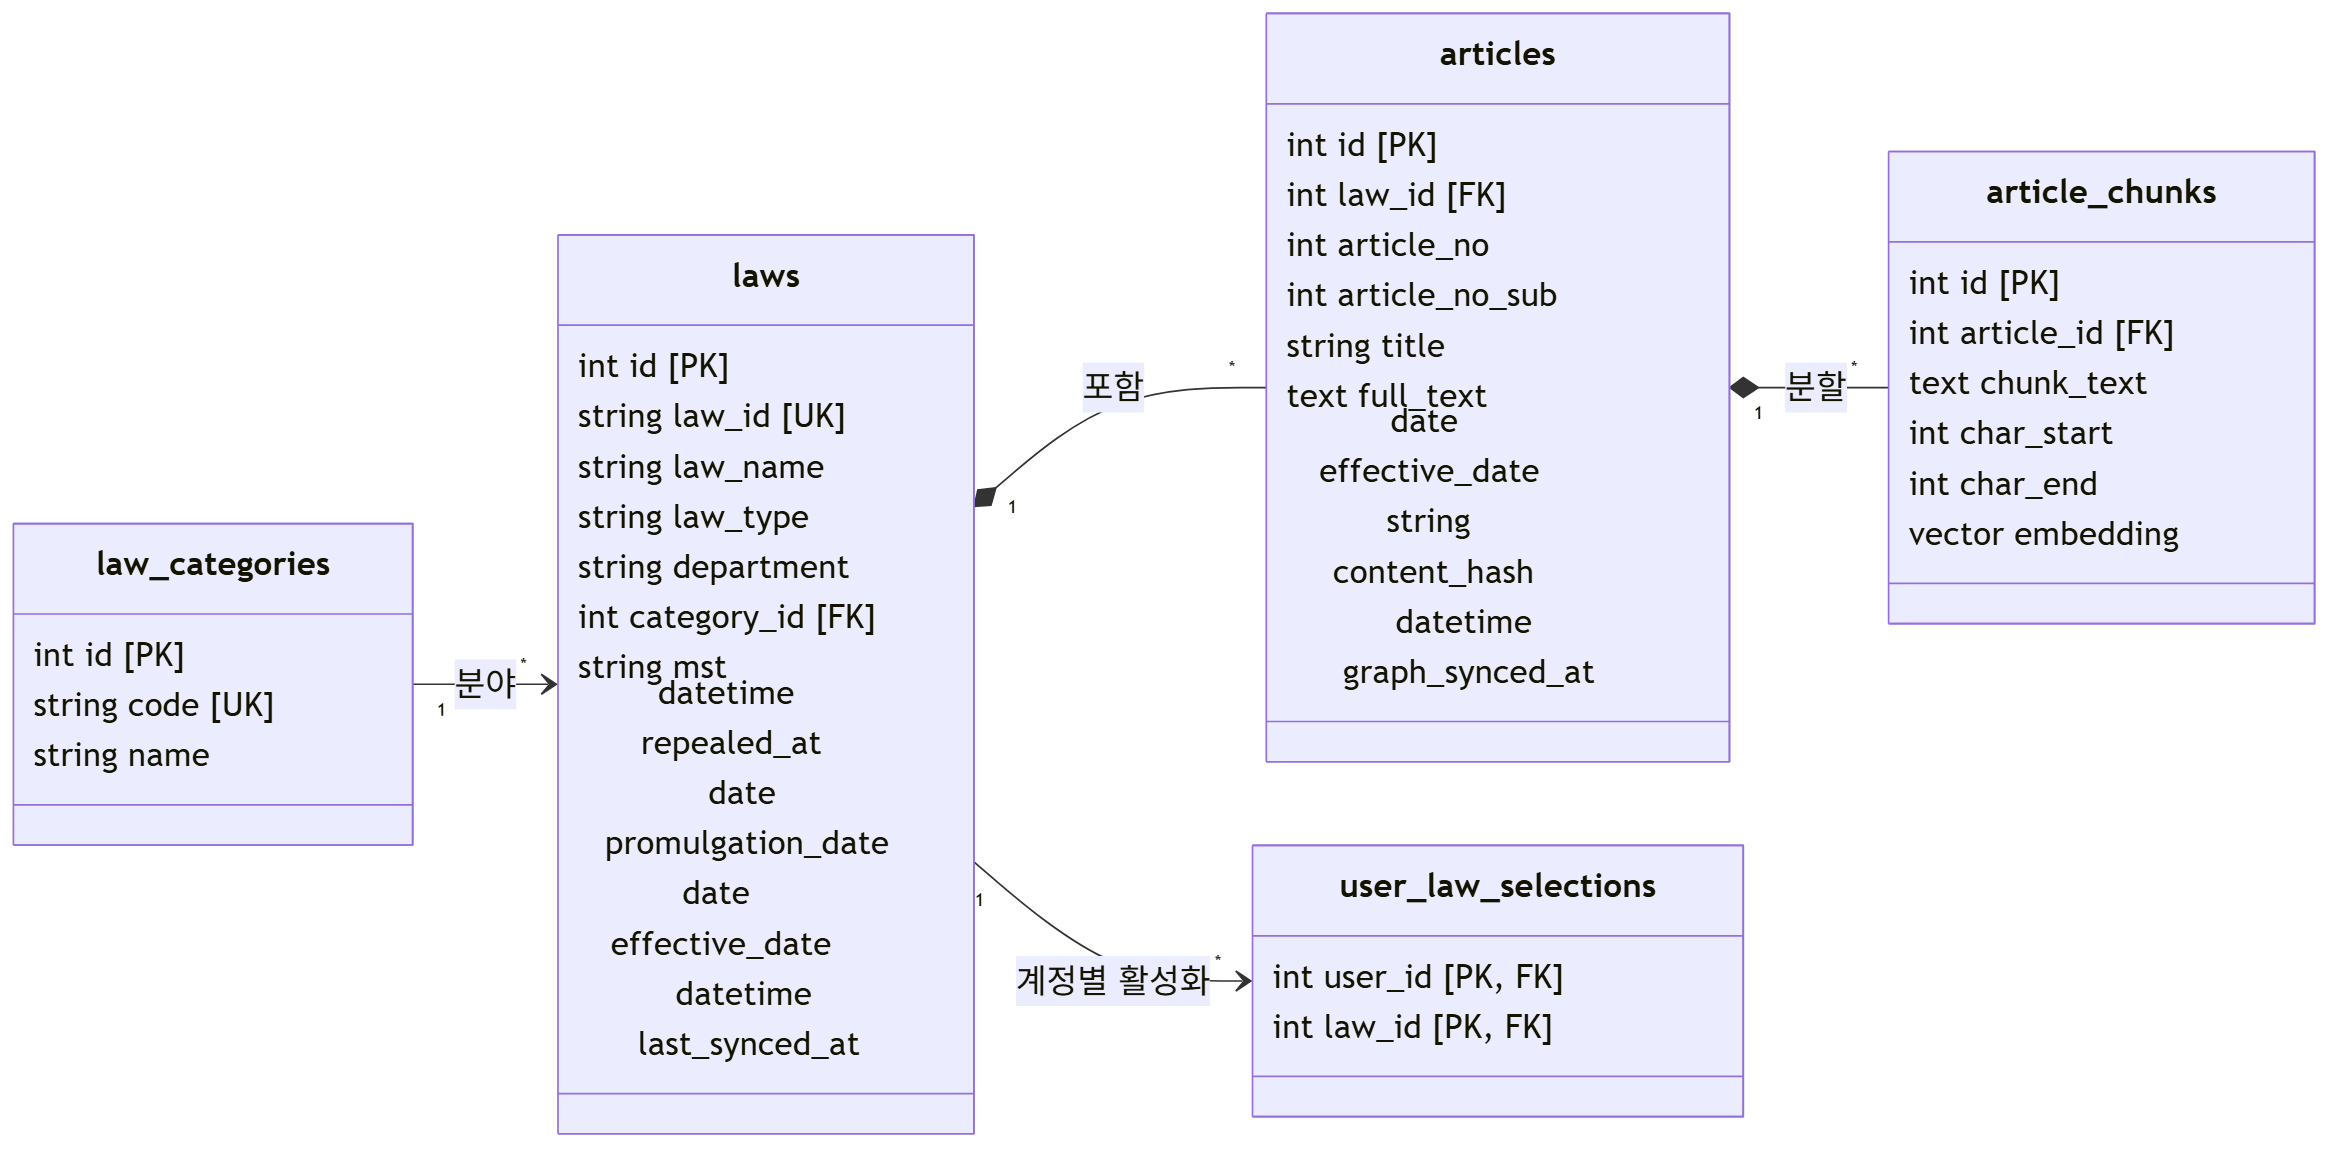 law_categories
int id [PK]
string code [UK]
string name
1
분야
*
laws
int id [PK]
string law_id [UK]
string law_name
string law_type
string department
int category_id [FK]
string mst
datetime
repealed_at
date
promulgation_date
date
effective_date
datetime
last_synced_at
1
포함
*
1
계정별 활성화
*
articles
int id [PK]
int law_id [FK]
int article_no
int article_no_sub
string title
text full_text
date
effective_date
string
content_hash
datetime
graph_synced_at
1
분할
*
article_chunks
int id [PK]
int article_id [FK]
text chunk_text
int char_start
int char_end
vector embedding
user_law_selections
int user_id [PK, FK]
int law_id [PK, FK]